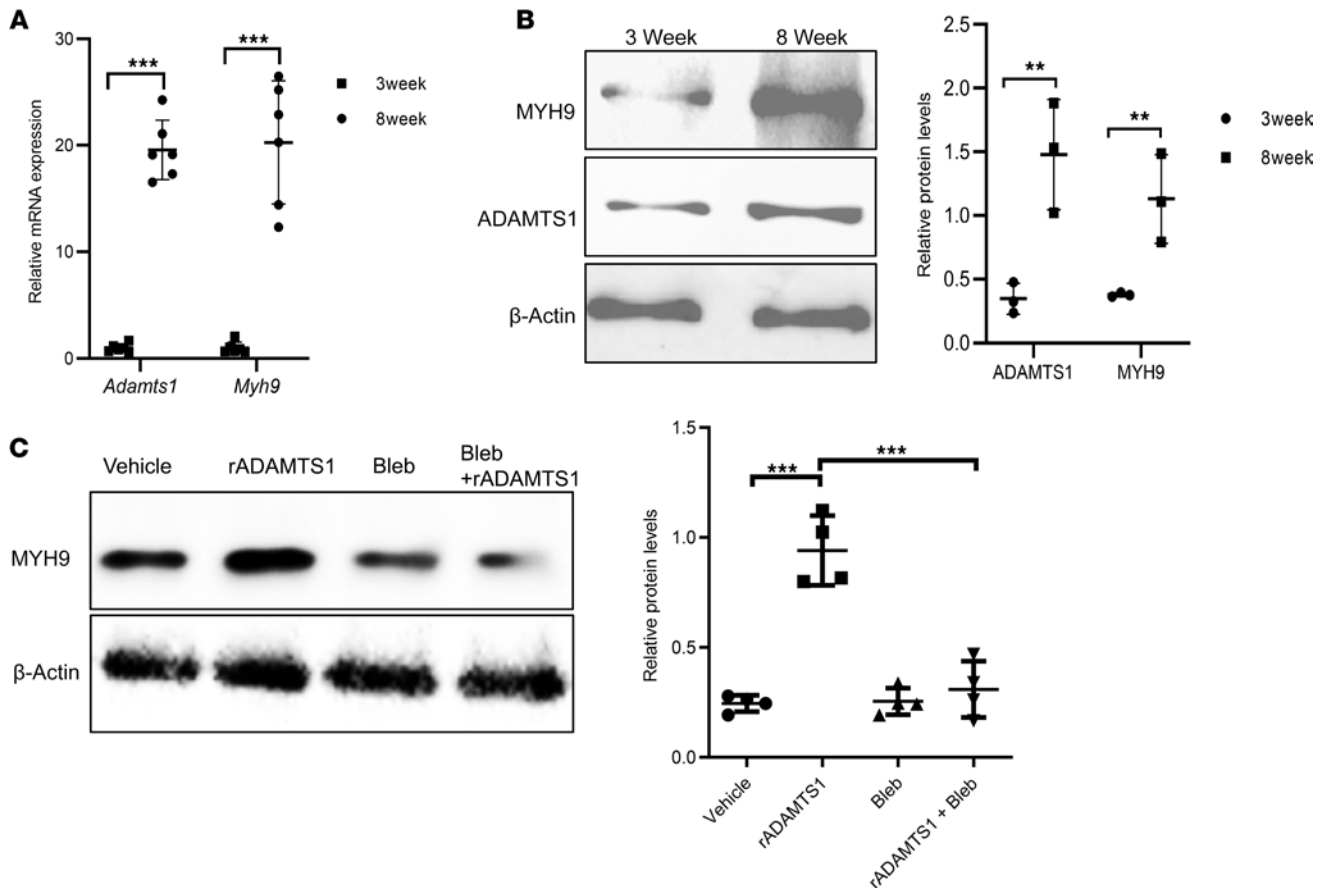 A
30
20
10
0
Relative mRNA expression
***
***
3week
8week
Adamts1
Myh9
B
3 Week
8 Week
MYH9
ADAMTS1
β-Actin
2.5
2.0
1.5
1.0
0.5
0.0
Relative protein levels
**
**
3week
8week
ADAMTS1
MYH9
C
Vehicle
rADAMTS1
Bleb
Bleb
+rADAMTS1
MYH9
β-Actin
1.5
1.0
0.5
0.0
Relative protein levels
***
***
Vehicle
rADAMTS1
Bleb
rADAMTS1 + Bleb